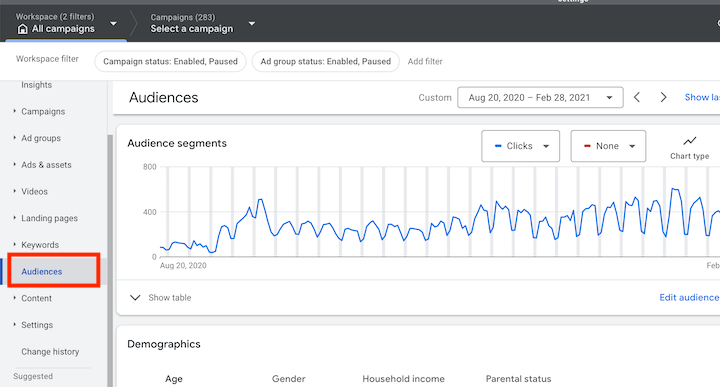 Settings
Workspace (2 filters)
All campaigns
Campaigns (283)
Select a campaign
Workspace filter
Campaign status: Enabled, Paused
Ad group status: Enabled, Paused
Add filter
Insights
Campaigns
Ad groups
Ads & assets
Videos
Landing pages
Keywords
Audiences
Content
Settings
Change history
Suggested
Audiences
Custom
Aug 20, 2020 – Feb 28, 2021
Show las
Audience segments
Clicks
None
Chart type
800
400
0
Aug 20, 2020
Feb
Show table
Edit audience
Demographics
Age
Gender
Household income
Parental status